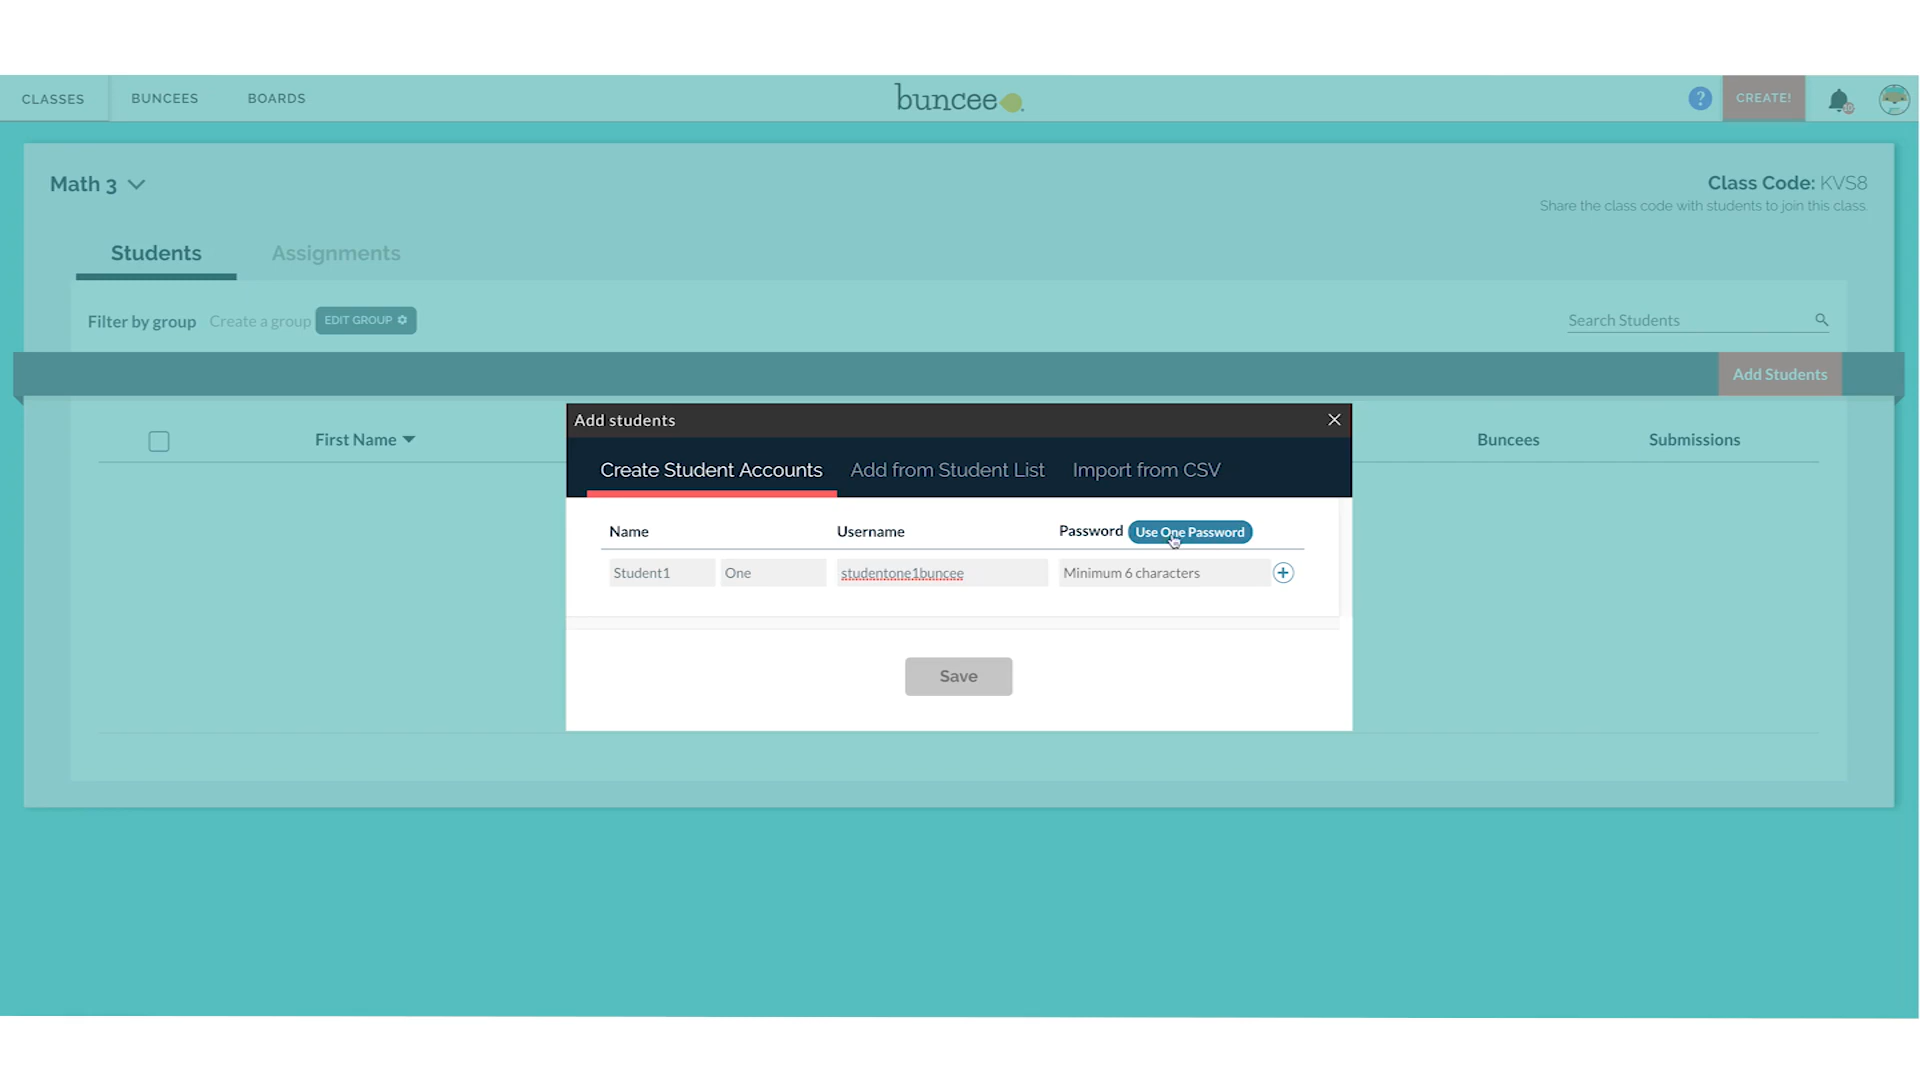 CLASSES
BUNCEES
BOARDS
buncee
?
CREATE!
Math 3
Class Code: KVS8
Share the class code with students to join this class.
Students
Assignments
Filter by group
Create a group
EDIT GROUP
Search Students
Add Students
First Name
Buncees
Submissions
Add students
Create Student Accounts
Add from Student List
Import from CSV
Name
Username
Password
Use One Password
Student1
One
studentone1buncee
Minimum 6 characters
Save